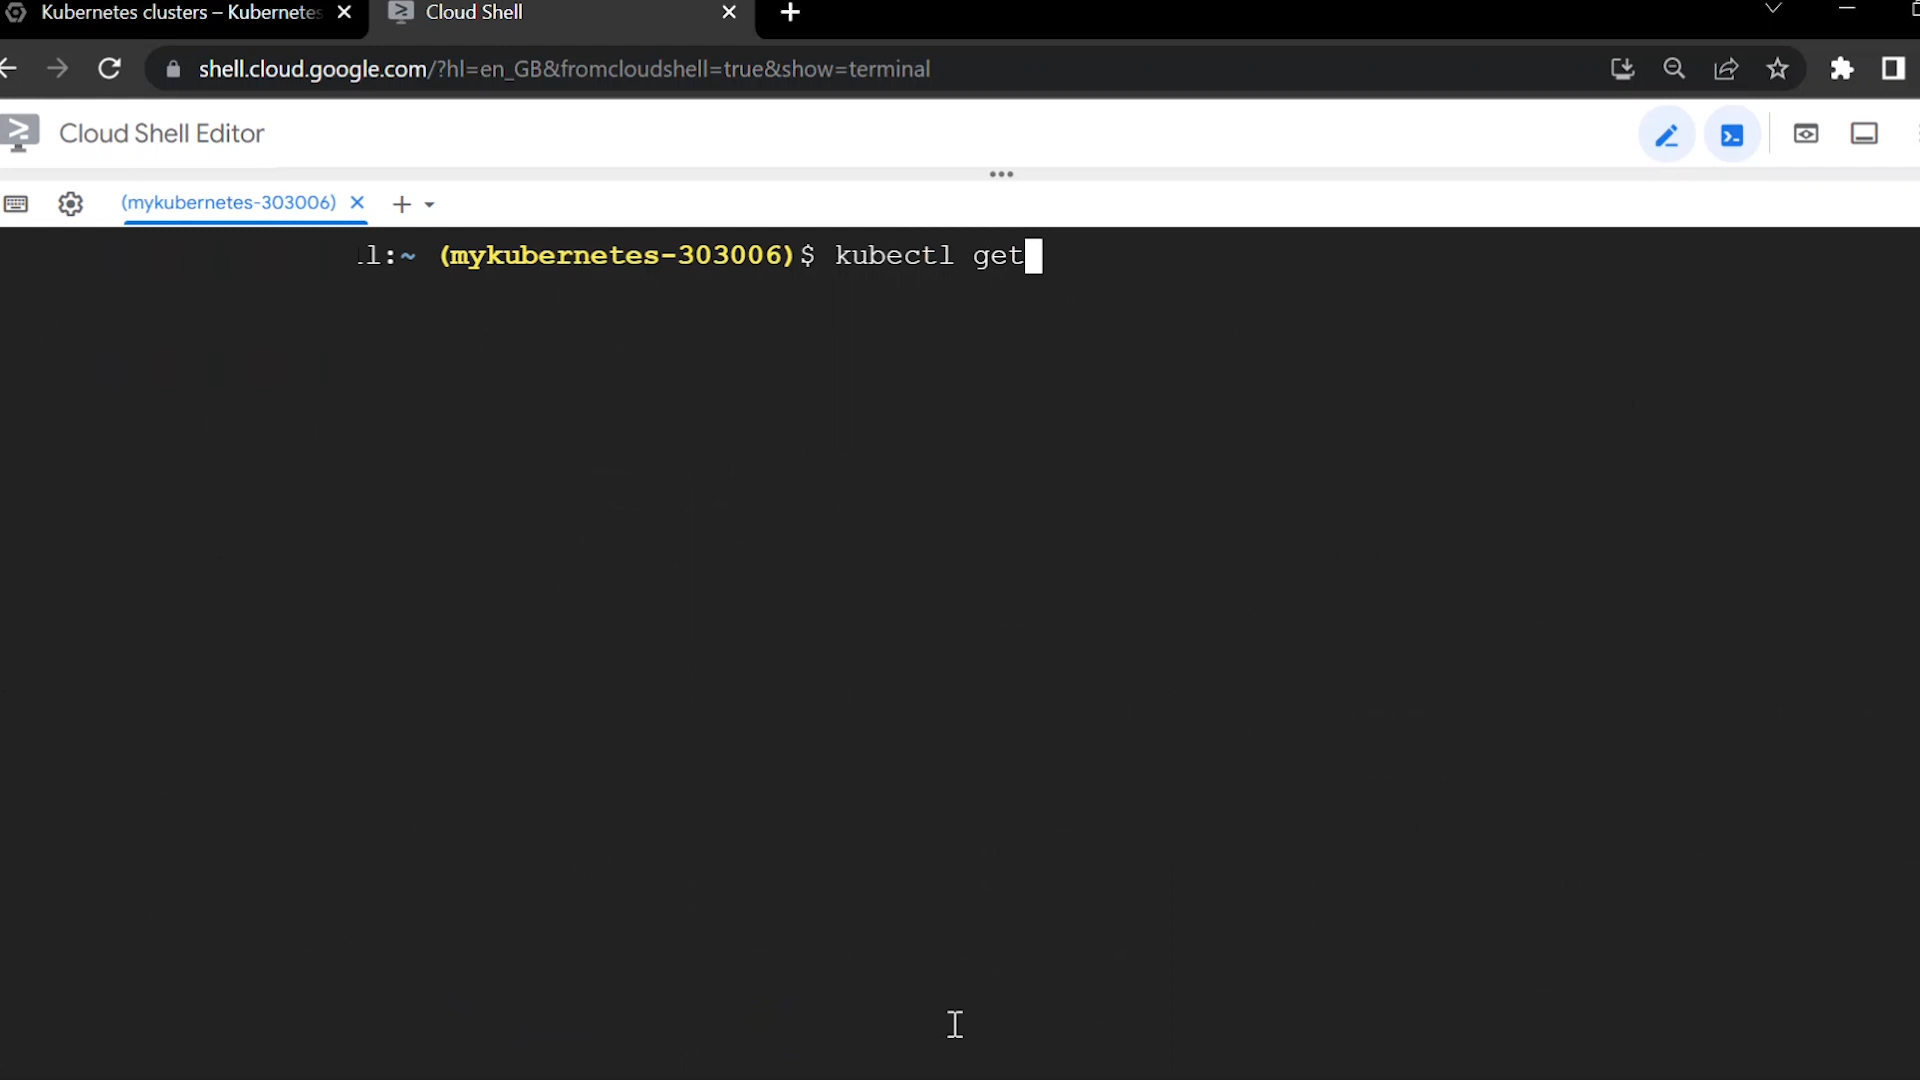 Kubernetes clusters – Kubernetes
Cloud Shell
shell.cloud.google.com/?hl=en_GB&fromcloudshell=true&show=terminal
Cloud Shell Editor
(mykubernetes-303006)
l:~ (mykubernetes-303006)$ kubectl get